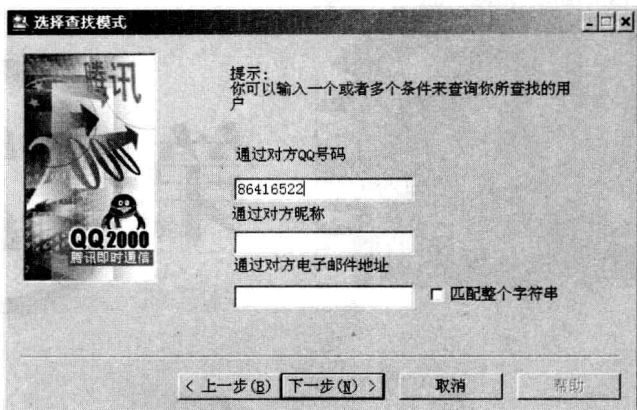 选择查找模式
腾讯
2000
QQ2000
腾讯即时通信
提示:
你可以输入一个或者多个条件来查询你所查找的用
户
通过对方QQ号码
86416522
通过对方昵称
通过对方电子邮件地址
匹配整个字符串
< 上一步(B)
下一步(N) >
取消
帮助